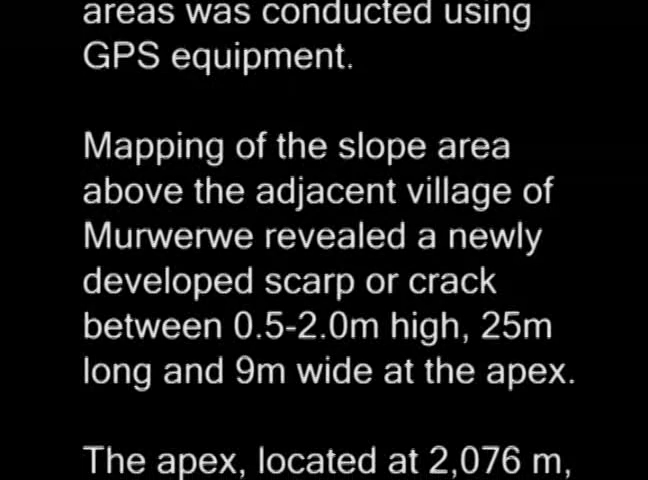 areas was conducted using
GPS equipment.
Mapping of the slope area
above the adjacent village of
Murwerwe revealed a newly
developed scarp or crack
between 0.5-2.0m high, 25m
long and 9m wide at the apex.
The apex, located at 2,076 m,